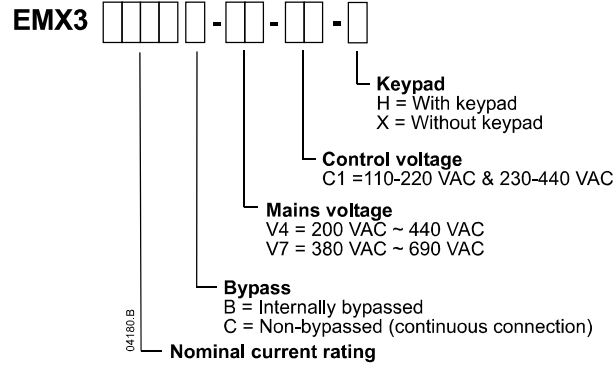 EMX3 - - -
Keypad
H = With keypad
X = Without keypad
Control voltage
C1 =110-220 VAC & 230-440 VAC
Mains voltage
V4 = 200 VAC ~ 440 VAC
V7 = 380 VAC ~ 690 VAC
Bypass
B = Internally bypassed
C = Non-bypassed (continuous connection)
Nominal current rating
04180.B